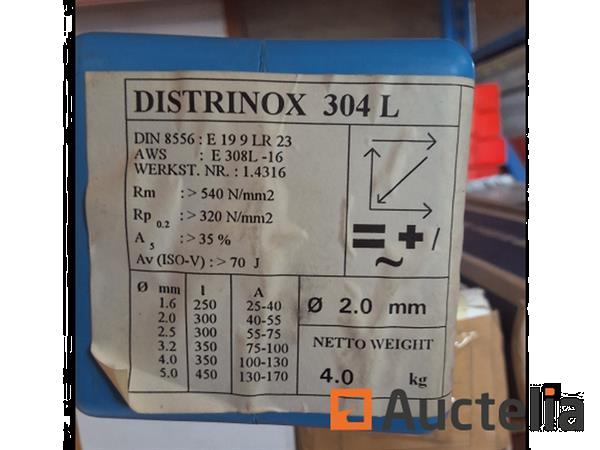 DISTRINOX 304 L
DIN 8556 : E 19 9 LR 23
AWS : E 308L -16
WERKST. NR. : 1.4316
Rm : > 540 N/mm2
Rp 0.2 : > 320 N/mm2
A 5 : > 35 %
Av (ISO-V) : > 70 J
= + /
~
Ø mm l A
1.6 250 25-40
2.0 300 40-55
2.5 300 55-75
3.2 350 75-100
4.0 350 100-130
5.0 450 130-170
Ø 2.0 mm
NETTO WEIGHT
4.0 kg
Auctelia